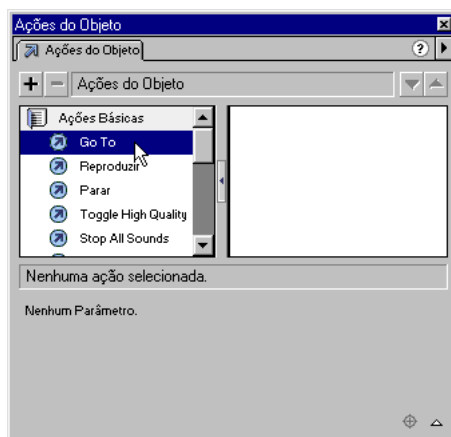 Ações do Objeto
Ações do Objeto
?
Ações do Objeto
Ações Básicas
Go To
Reproduzir
Parar
Toggle High Quality
Stop All Sounds
Nenhuma ação selecionada.
Nenhum Parâmetro.